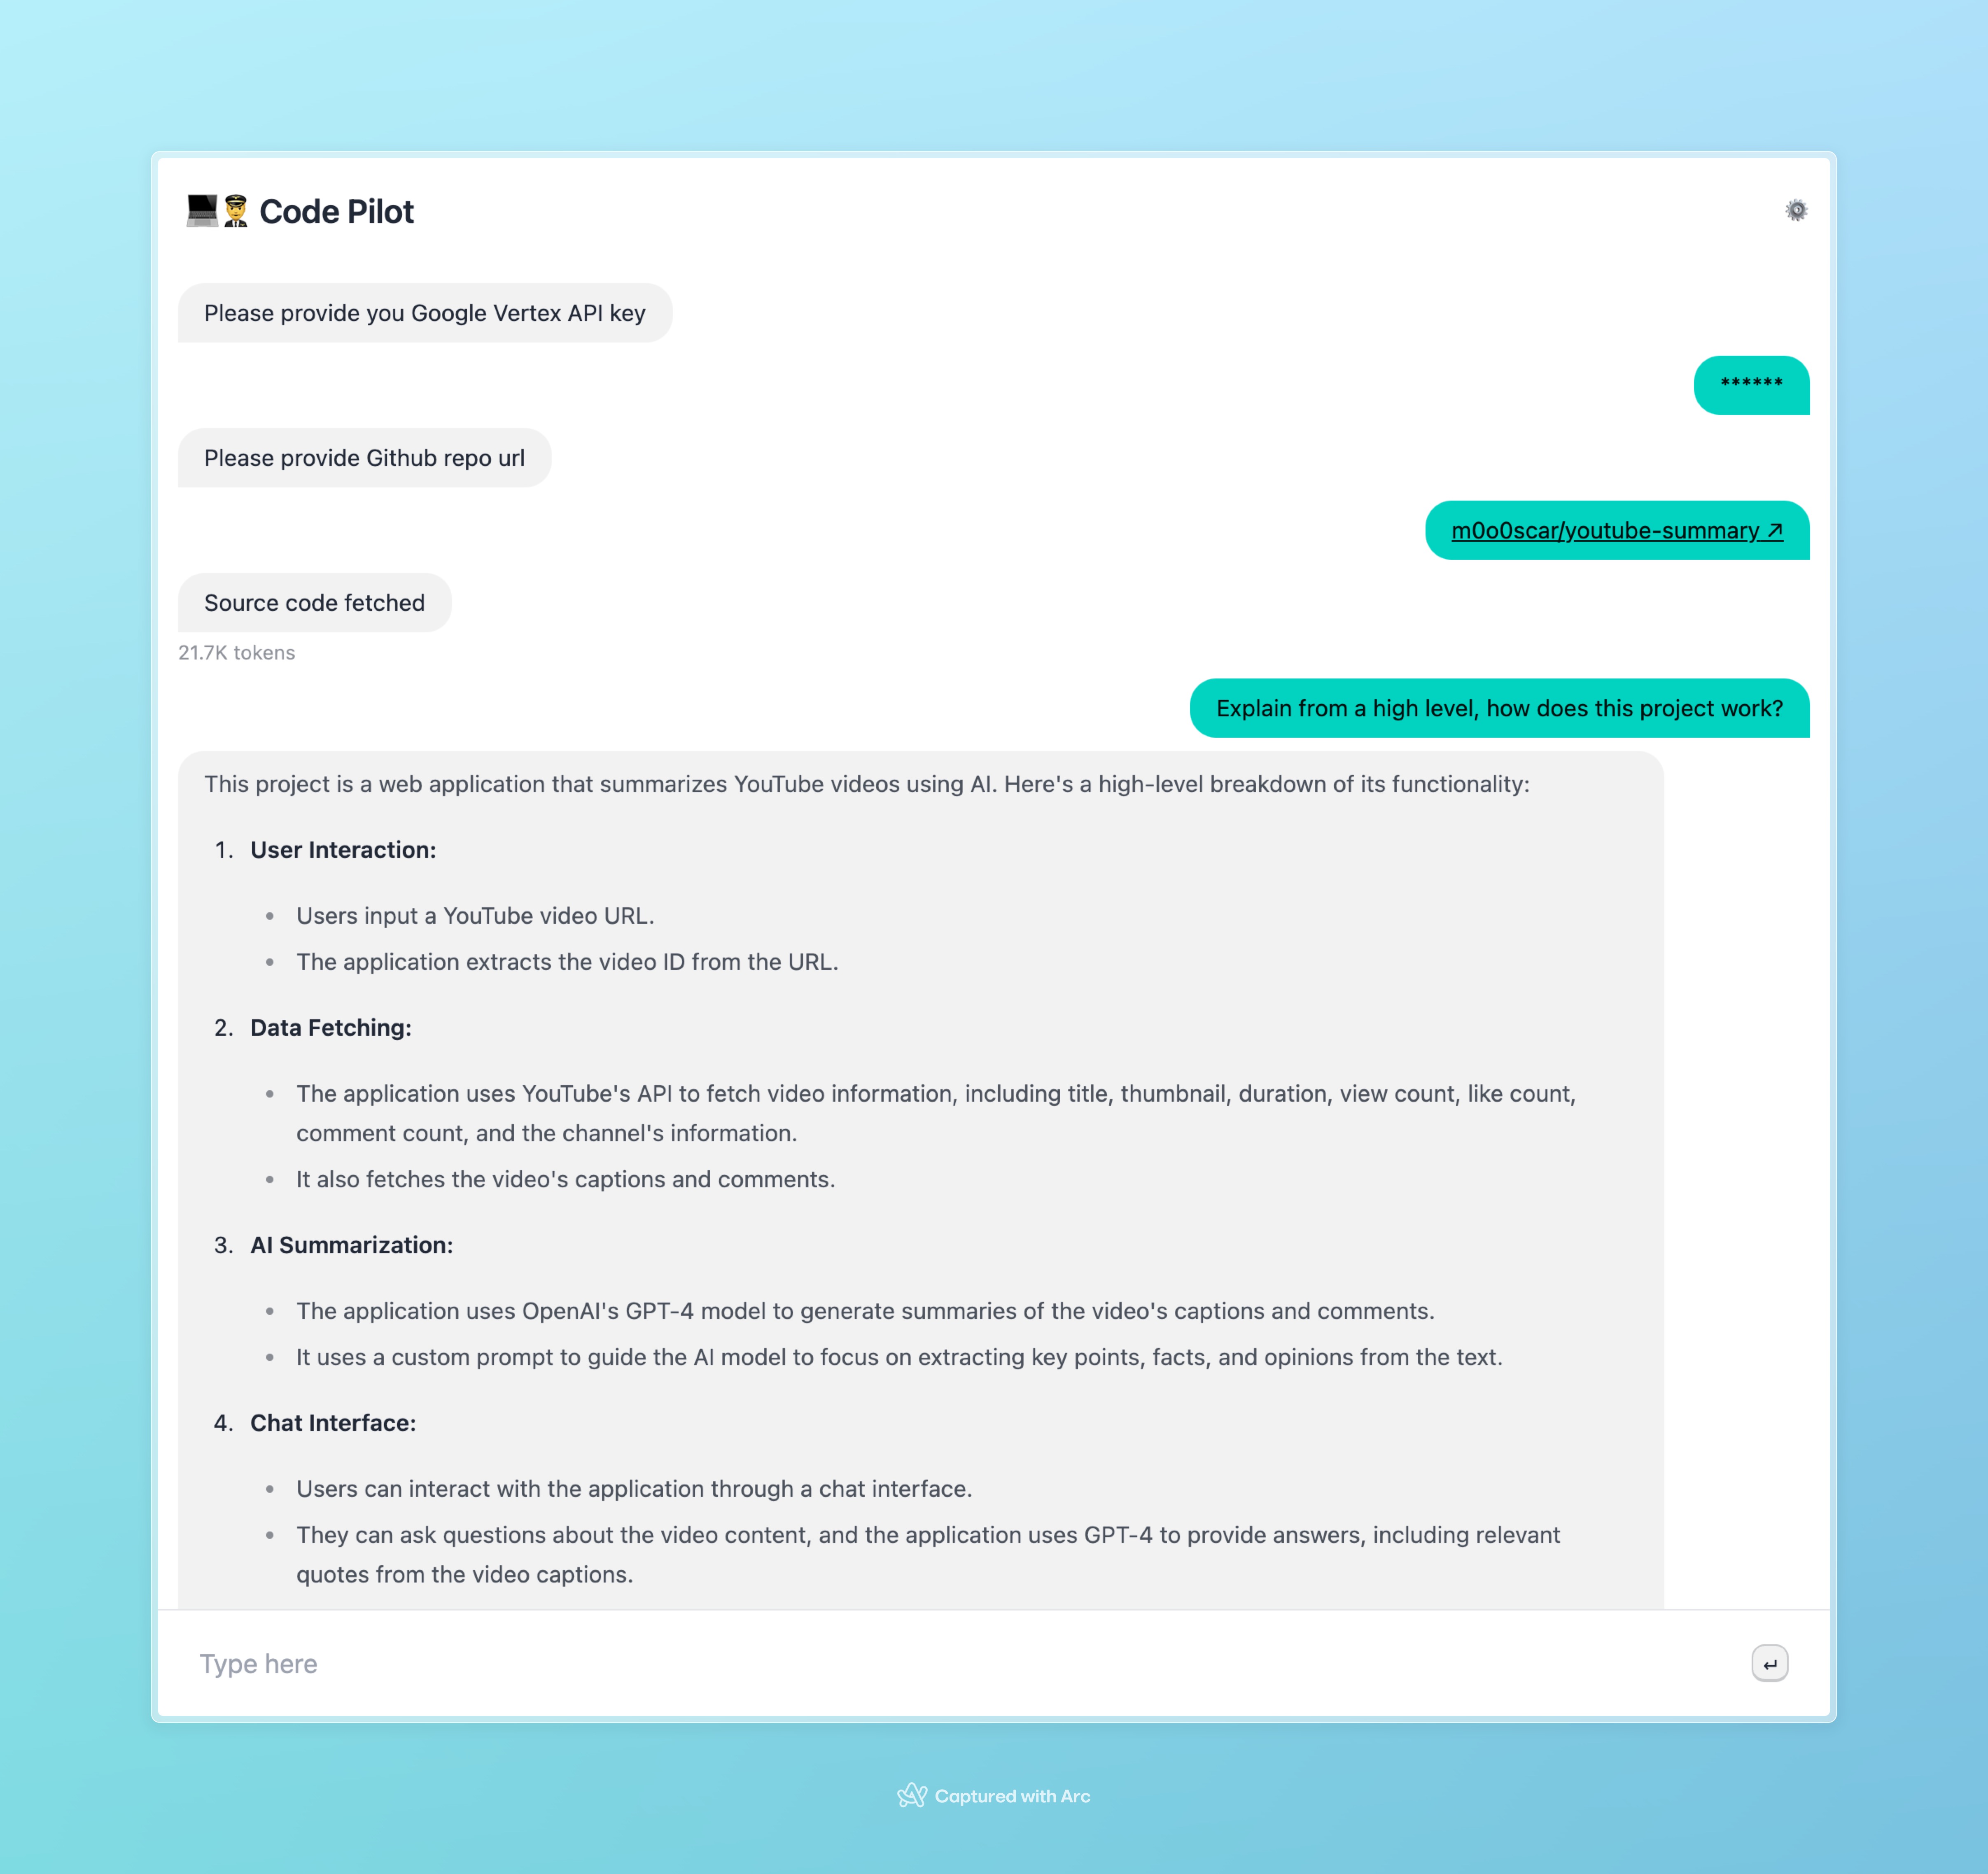 Code Pilot
Please provide you Google Vertex API key
******
Please provide Github repo url
m0o0scar/youtube-summary ↗
Source code fetched
21.7K tokens
Explain from a high level, how does this project work?
This project is a web application that summarizes YouTube videos using AI. Here's a high-level breakdown of its functionality:
1. User Interaction:
• Users input a YouTube video URL.
• The application extracts the video ID from the URL.
2. Data Fetching:
• The application uses YouTube's API to fetch video information, including title, thumbnail, duration, view count, like count,
comment count, and the channel's information.
• It also fetches the video's captions and comments.
3. AI Summarization:
• The application uses OpenAI's GPT-4 model to generate summaries of the video's captions and comments.
• It uses a custom prompt to guide the AI model to focus on extracting key points, facts, and opinions from the text.
4. Chat Interface:
• Users can interact with the application through a chat interface.
• They can ask questions about the video content, and the application uses GPT-4 to provide answers, including relevant
quotes from the video captions.
Type here
Captured with Arc